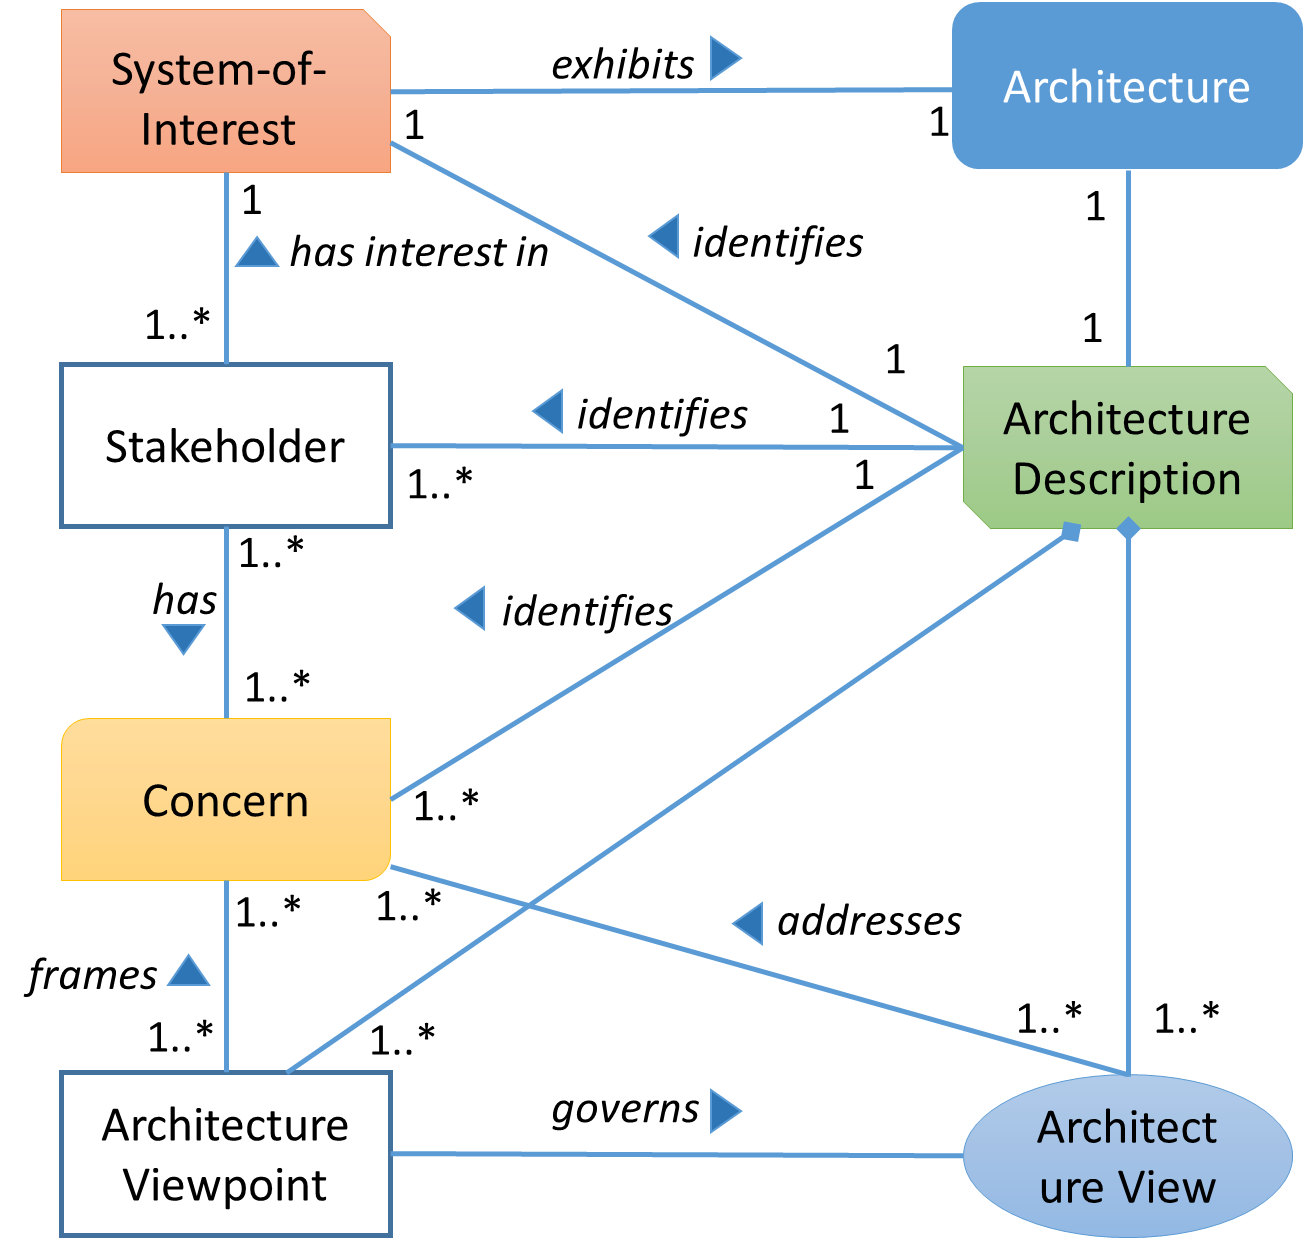 System-of-
Interest
exhibits
Architecture
1
1
1
1
has interest in
identifies
1..*
1
1
Stakeholder
identifies
1
1..*
1
Architecture
Description
1..*
has
identifies
1..*
Concern
1..*
1..*
1..*
addresses
frames
1..*
1..*
1..*
1..*
Architecture
Viewpoint
governs
Architect
ure View